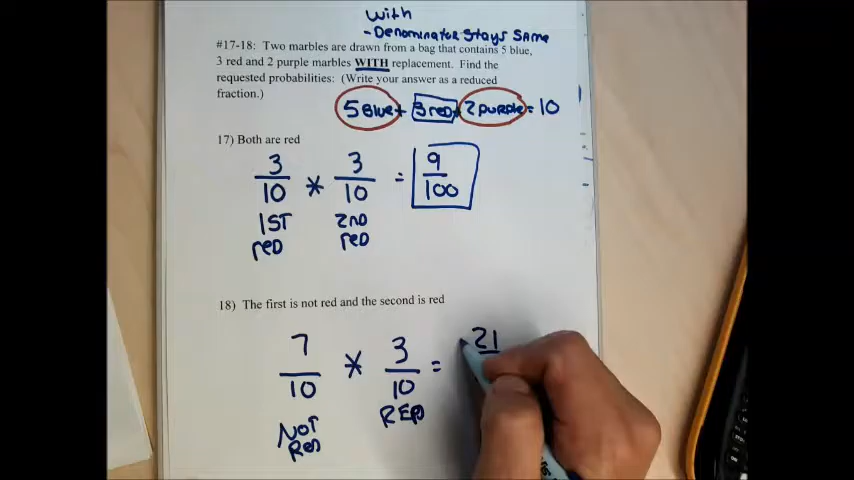 With
- Denominator Stays SAME
#17-18: Two marbles are drawn from a bag that contains 5 blue,
3 red and 2 purple marbles WITH replacement. Find the
requested probabilities: (Write your answer as a reduced
fraction.)
5 Blue + 3 red + 2 purple = 10
17) Both are red
3/10 * 3/10 = 9/100
1ST 2ND
red red
18) The first is not red and the second is red
7/10 * 3/10 = 21
NOT RED
Red